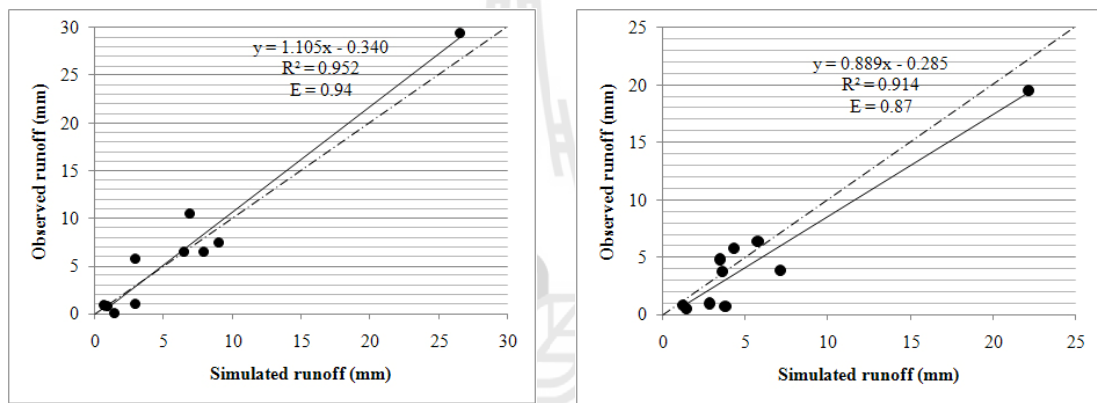 30
25
20
15
10
5
0
Observed runoff (mm)
y = 1.105x - 0.340
R² = 0.952
E = 0.94
0 5 10 15 20 25 30
Simulated runoff (mm)
25
20
15
10
5
0
Observed runoff (mm)
y = 0.889x - 0.285
R² = 0.914
E = 0.87
0 5 10 15 20 25
Simulated runoff (mm)